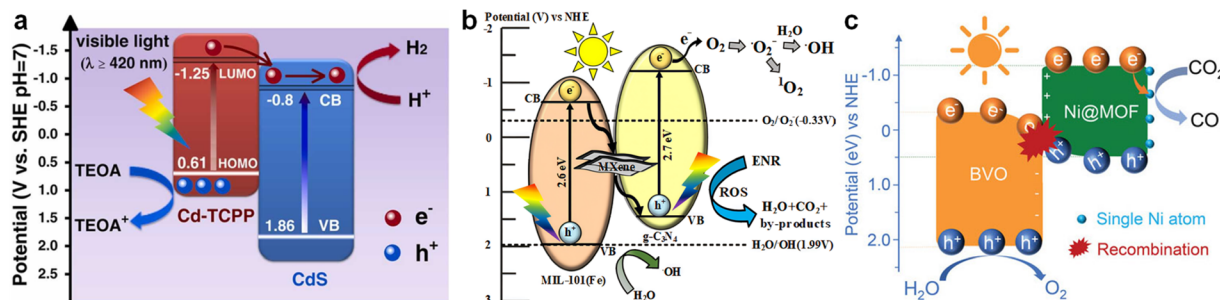 a
Potential (V vs. SHE pH=7)
-1.5
-1.0
-0.5
0.0
0.5
1.0
1.5
2.0
2.5
visible light
(λ ≥ 420 nm)
-1.25 LUMO
-0.8 CB
H2
H+
0.61 HOMO
TEOA
TEOA+
Cd-TCPP
1.86 VB
CdS
e-
h+
b
Potential (V) vs NHE
-2
-1
0
1
2
3
e-
CB
2.6 eV
h+
VB
MIL-101(Fe)
MXene
e-
CB
2.7 eV
h+
VB
g-C3N4
e- O2 ·O2- H2O ·OH
1O2
O2/O2-(-0.33V)
ENR
ROS
H2O+CO2+
by-products
H2O/OH(1.99V)
·OH
H2O
c
Potential (eV) vs NHE
-1.0
0.0
1.0
2.0
e- e- e-
Ni@MOF
CO2
CO
h+ h+ h+
e- e- e-
BVO
h+ h+ h+
H2O O2
Single Ni atom
Recombination